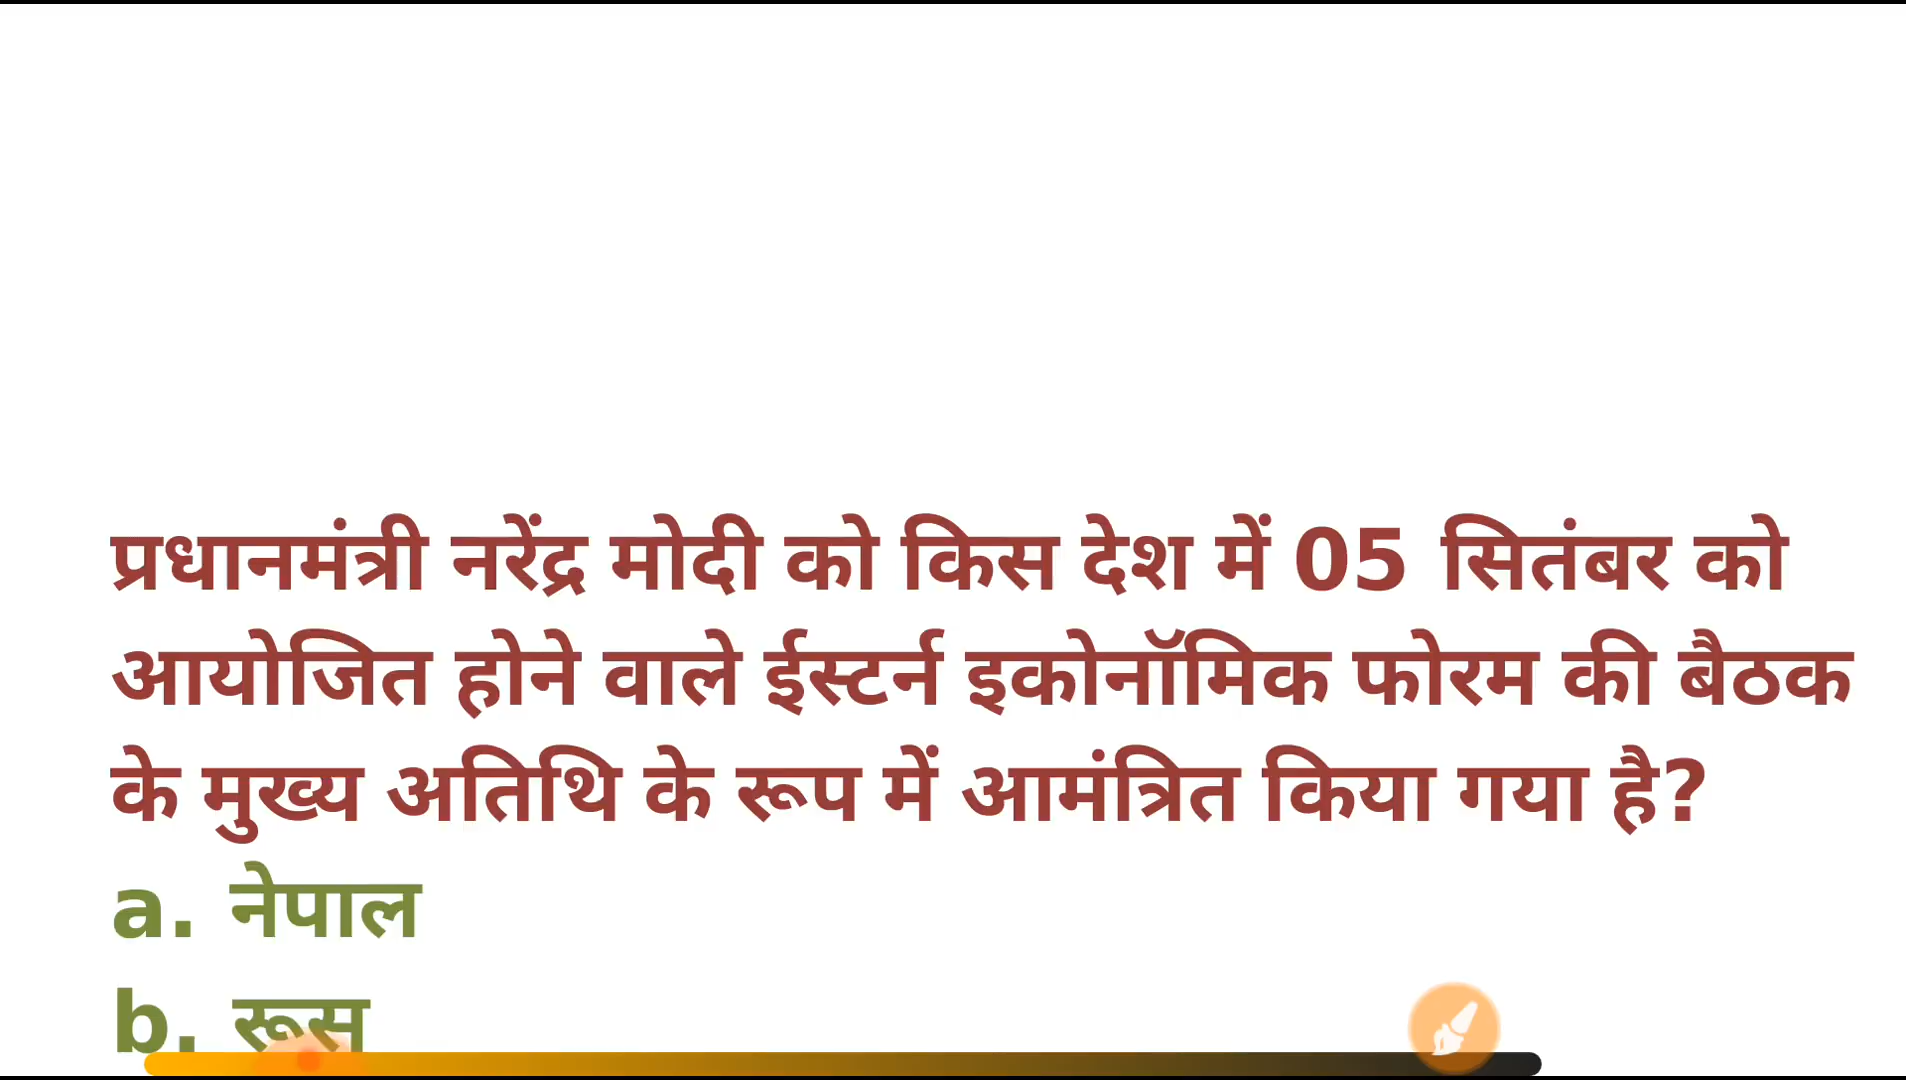 प्रधानमंत्री नरेंद्र मोदी को किस देश में 05 सितंबर को
आयोजित होने वाले ईस्टर्न इकोनॉमिक फोरम की बैठक
के मुख्य अतिथि के रूप में आमंत्रित किया गया है?
a. नेपाल
b. रूस